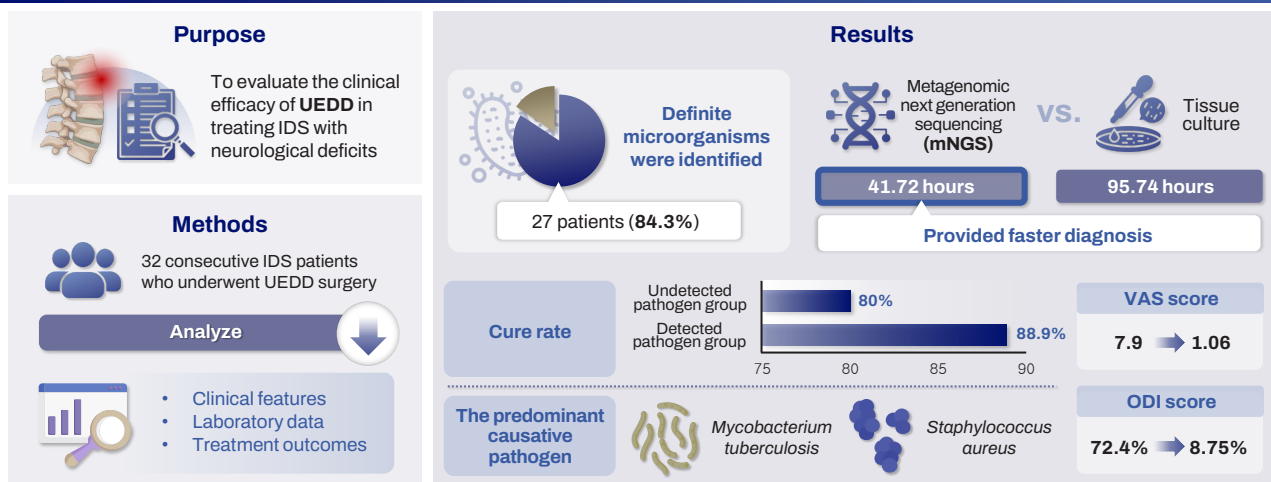 Purpose
To evaluate the clinical
efficacy of UEDD in
treating IDS with
neurological deficits
Methods
32 consecutive IDS patients
who underwent UEDD surgery
Analyze
• Clinical features
• Laboratory data
• Treatment outcomes
Results
Definite
microorganisms
were identified
27 patients (84.3%)
Metagenomic
next generation
sequencing
(mNGS)
vs.
Tissue
culture
41.72 hours
95.74 hours
Provided faster diagnosis
Cure rate
Undetected
pathogen group
80%
Detected
pathogen group
88.9%
75 80 85 90
VAS score
7.9 1.06
The predominant
causative
pathogen
Mycobacterium
tuberculosis
Staphylococcus
aureus
ODI score
72.4% 8.75%